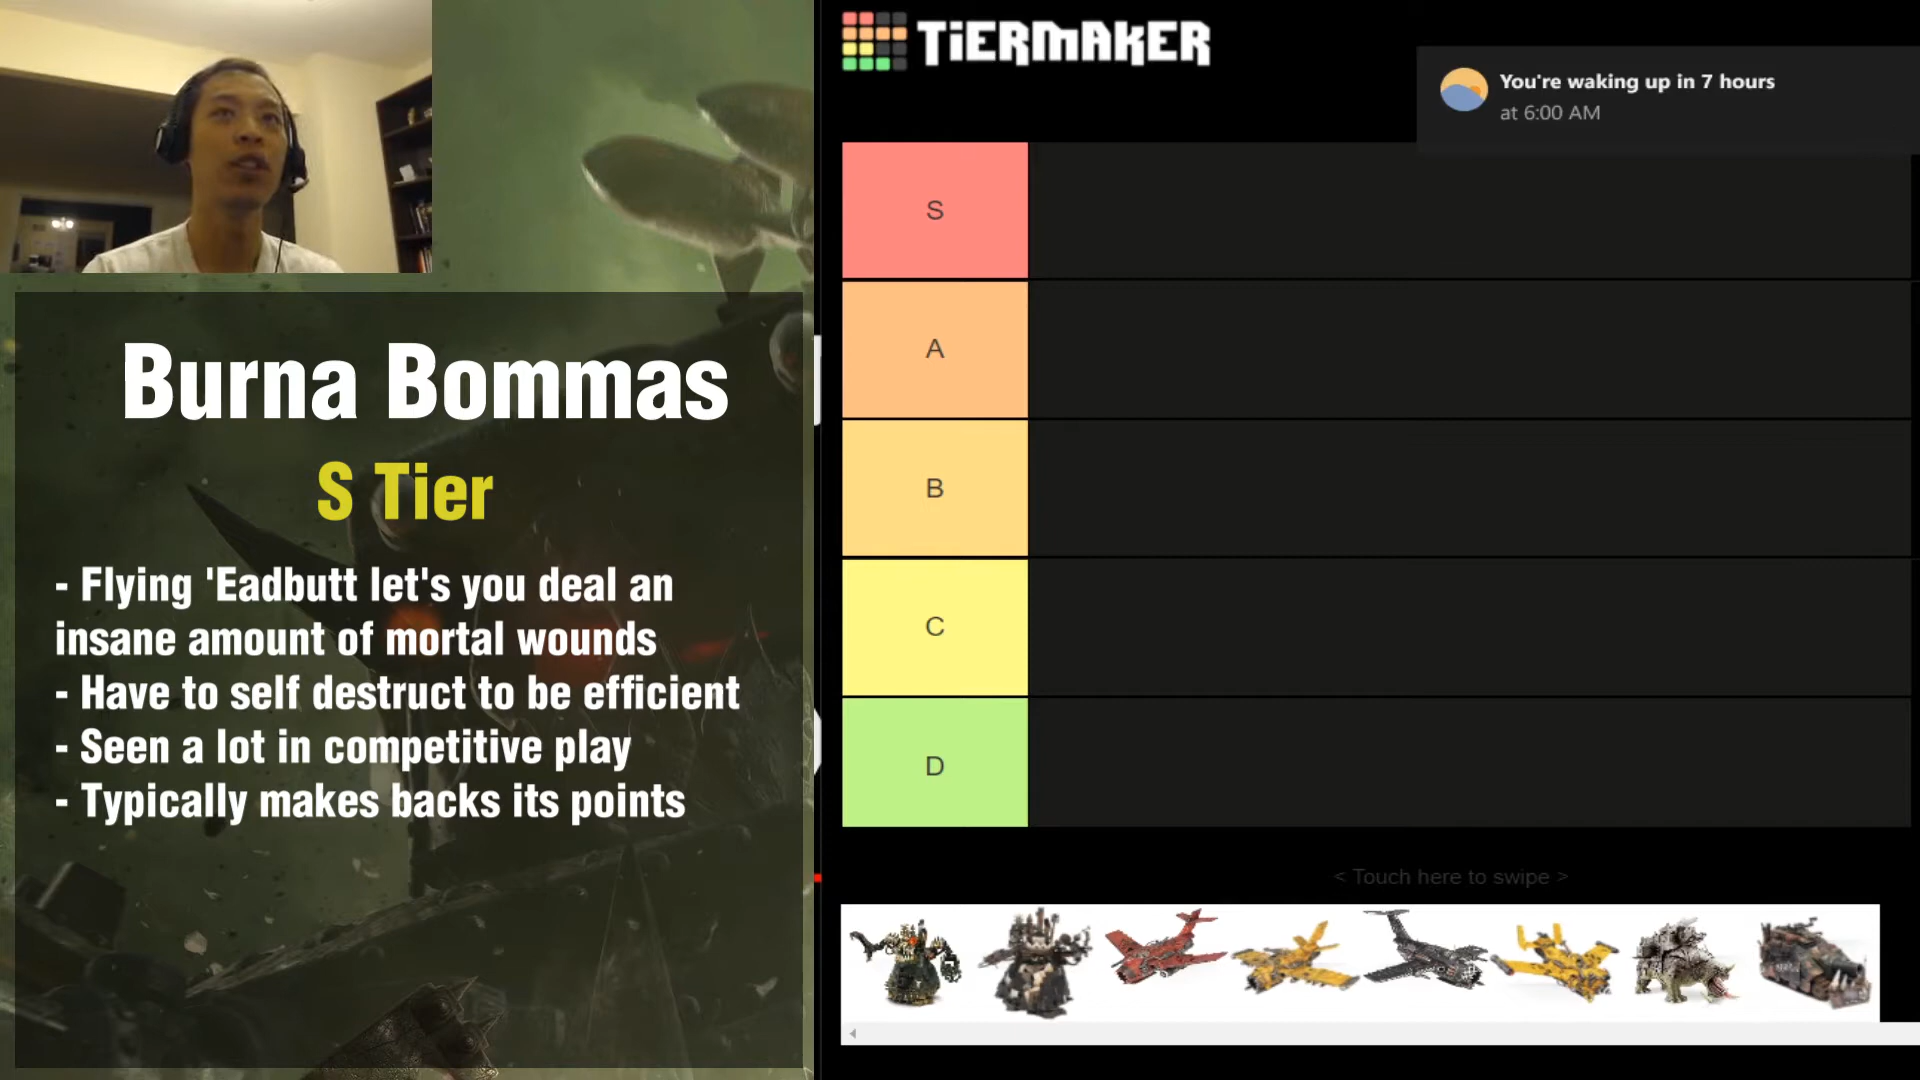 Burna Bommas
S Tier
- Flying 'Eadbutt let's you deal an
insane amount of mortal wounds
- Have to self destruct to be efficient
- Seen a lot in competitive play
- Typically makes backs its points
TiERMAKER
You're waking up in 7 hours
at 6:00 AM
S
A
B
C
D
< Touch here to swipe >